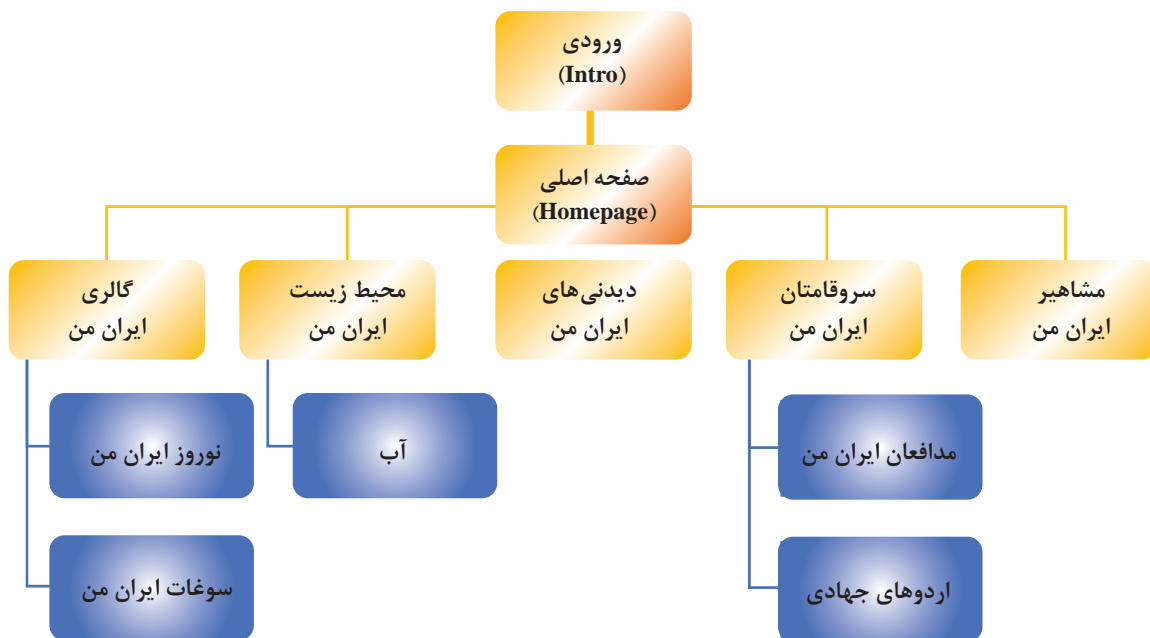 ورودی
(Intro)
صفحه اصلی
(Homepage)
مشاهیر
ایران من
سروقامتان
ایران من
دیدنی‌های
ایران من
محیط زیست
ایران من
گالری
ایران من
مدافعان ایران من
اردوهای جهادی
آب
نوروز ایران من
سوغات ایران من